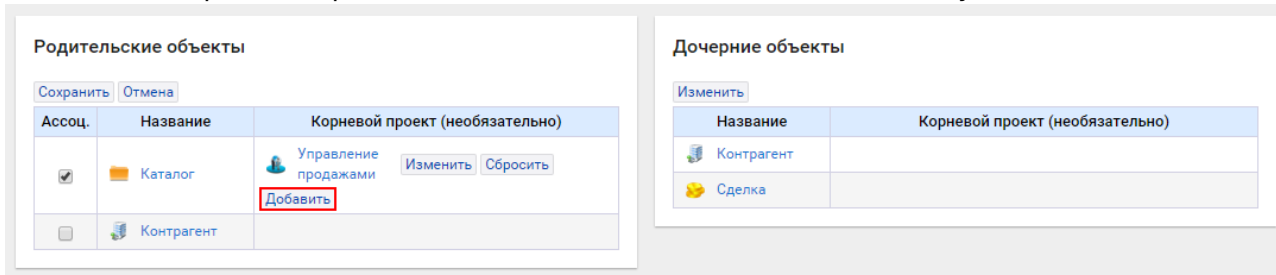 Родительские объекты
Сохранить Отмена
Ассоц. Название Корневой проект (необязательно)
Каталог
Управление
продажами
Изменить Сбросить
Добавить
Контрагент
Дочерние объекты
Изменить
Название Корневой проект (необязательно)
Контрагент
Сделка